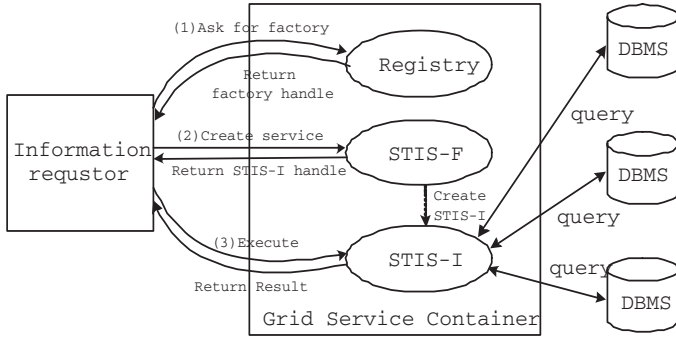 (1)Ask for factory
Registry
Return
factory handle
DBMS
query
Information
requstor
(2)Create service
STIS-F
Return STIS-I handle
Create
STIS-I
DBMS
query
(3)Execute
STIS-I
Return Result
query
DBMS
Grid Service Container